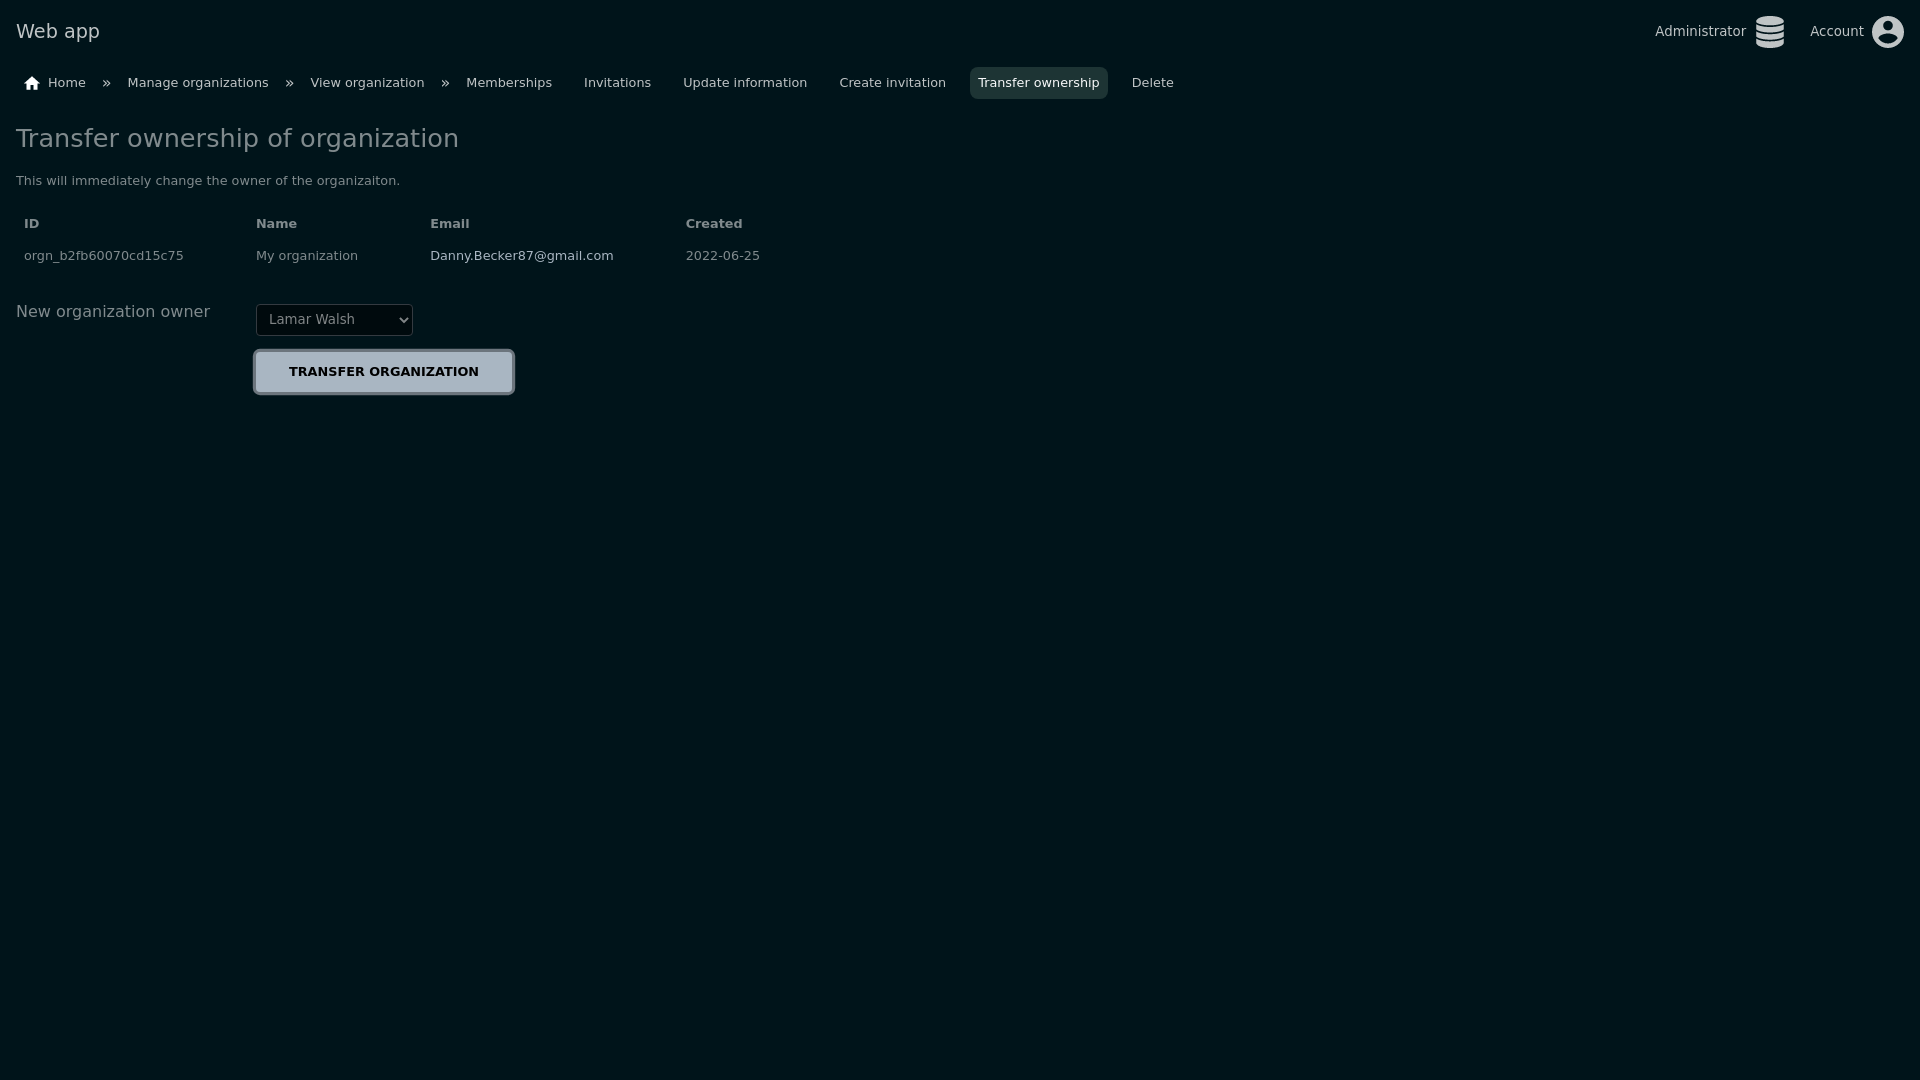 Web app
Administrator
Account
Home » Manage organizations » View organization » Memberships Invitations Update information Create invitation Transfer ownership Delete
Transfer ownership of organization
This will immediately change the owner of the organizaiton.
ID Name Email Created
orgn_b2fb60070cd15c75 My organization Danny.Becker87@gmail.com 2022-06-25
New organization owner
Lamar Walsh
TRANSFER ORGANIZATION